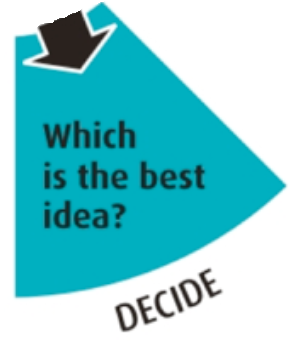 Which
is the best
idea?
DECIDE